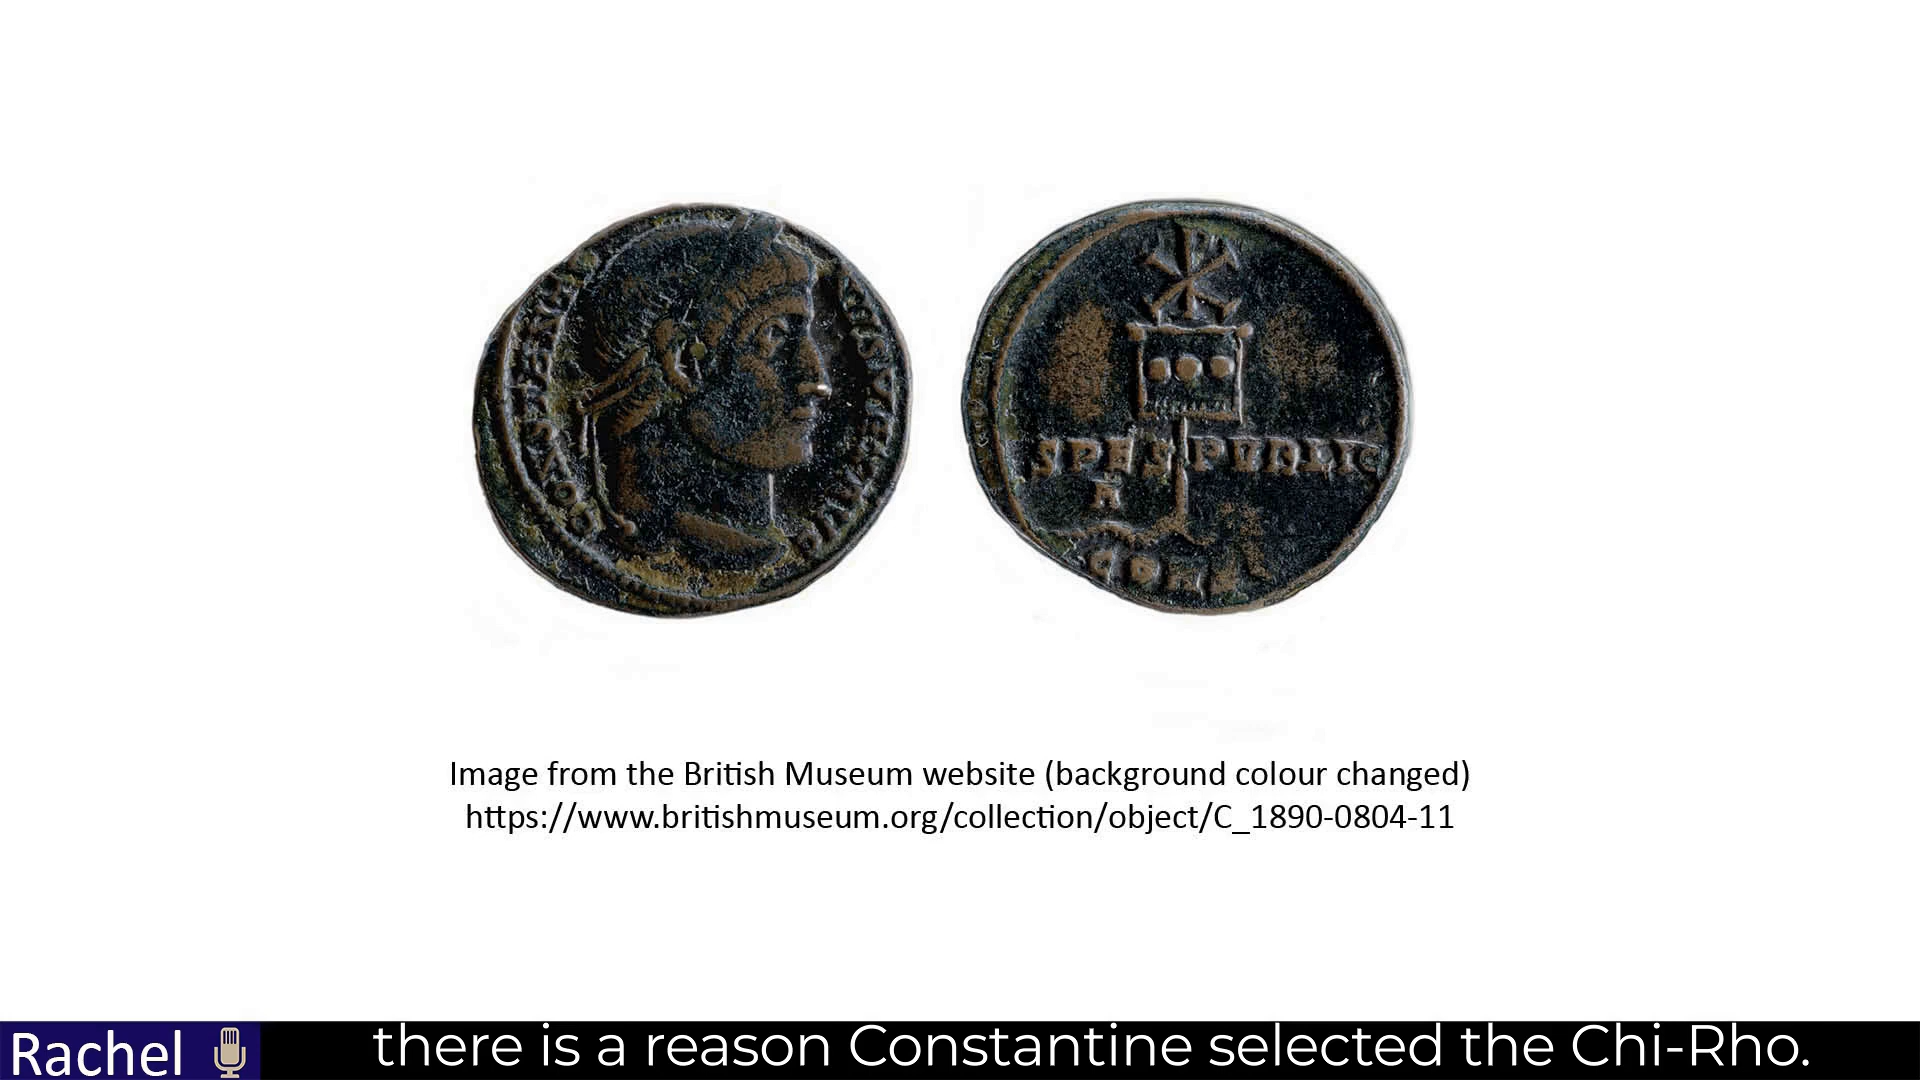 SPES PVBLIC
A
CONS
Image from the British Museum website (background colour changed)
https://www.britishmuseum.org/collection/object/C_1890-0804-11
Rachel
there is a reason Constantine selected the Chi-Rho.